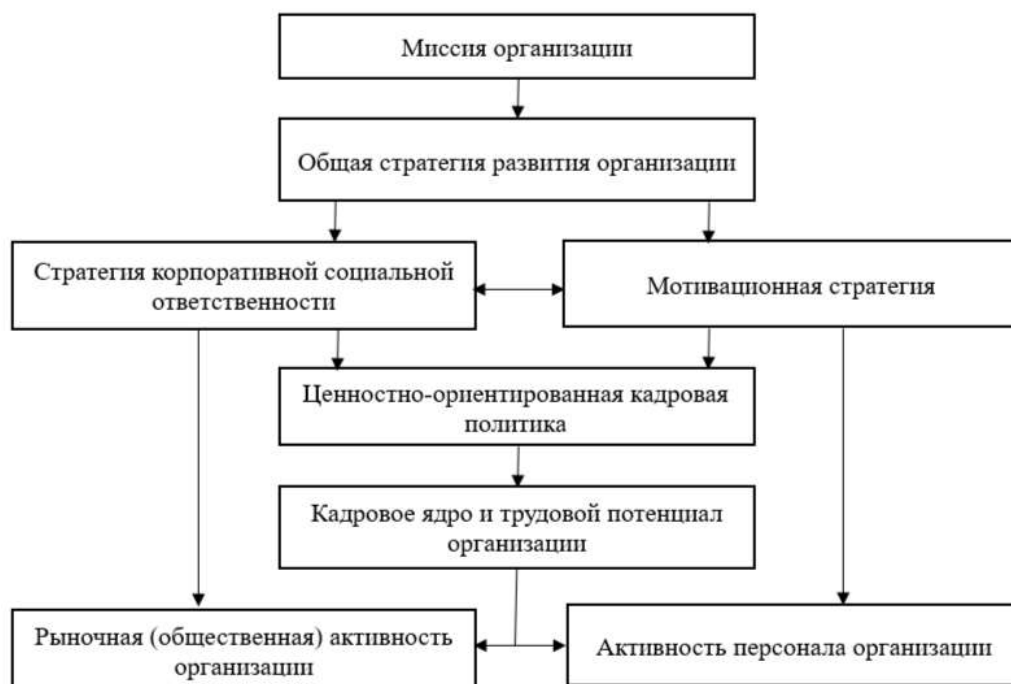 Миссия организации
Общая стратегия развития организации
Стратегия корпоративной социальной
ответственности
Мотивационная стратегия
Ценностно-ориентированная кадровая
политика
Кадровое ядро и трудовой потенциал
организации
Рыночная (общественная) активность
организации
Активность персонала организации